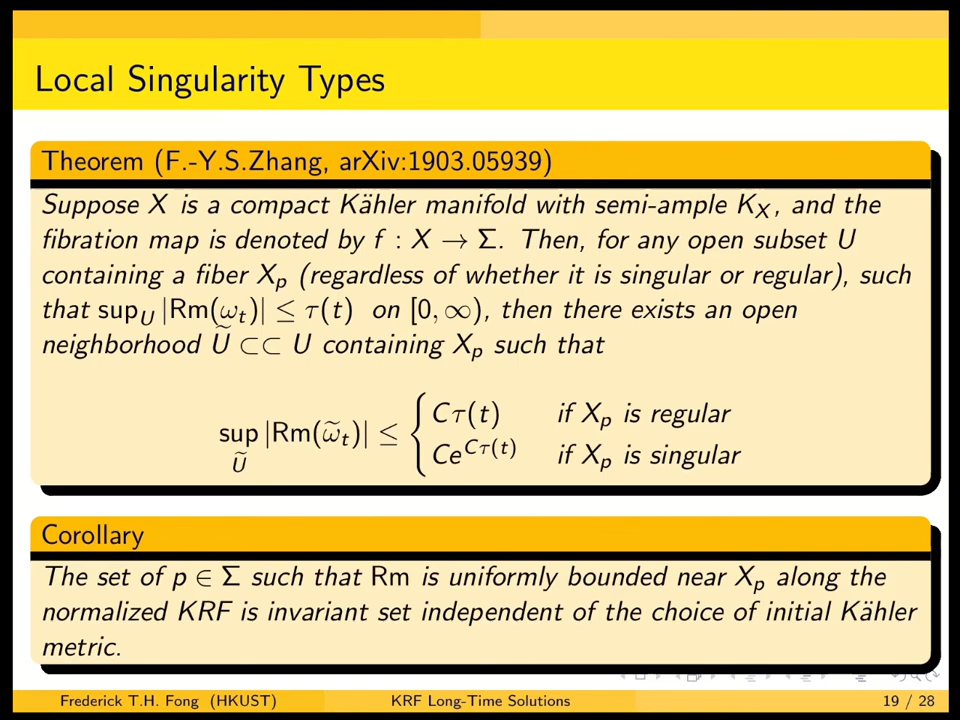 Local Singularity Types
Theorem (F.-Y.S.Zhang, arXiv:1903.05939)
Suppose X is a compact Kähler manifold with semi-ample K_X, and the
fibration map is denoted by f : X → Σ. Then, for any open subset U
containing a fiber X_p (regardless of whether it is singular or regular), such
that sup_U |Rm(ω_t)| ≤ τ(t) on [0, ∞), then there exists an open
neighborhood Ũ ⊂⊂ U containing X_p such that
sup_Ũ |Rm(ω̃_t)| ≤ { Cτ(t) if X_p is regular
Ce^{Cτ(t)} if X_p is singular
Corollary
The set of p ∈ Σ such that Rm is uniformly bounded near X_p along the
normalized KRF is invariant set independent of the choice of initial Kähler
metric.
Frederick T.H. Fong (HKUST) KRF Long-Time Solutions 19 / 28